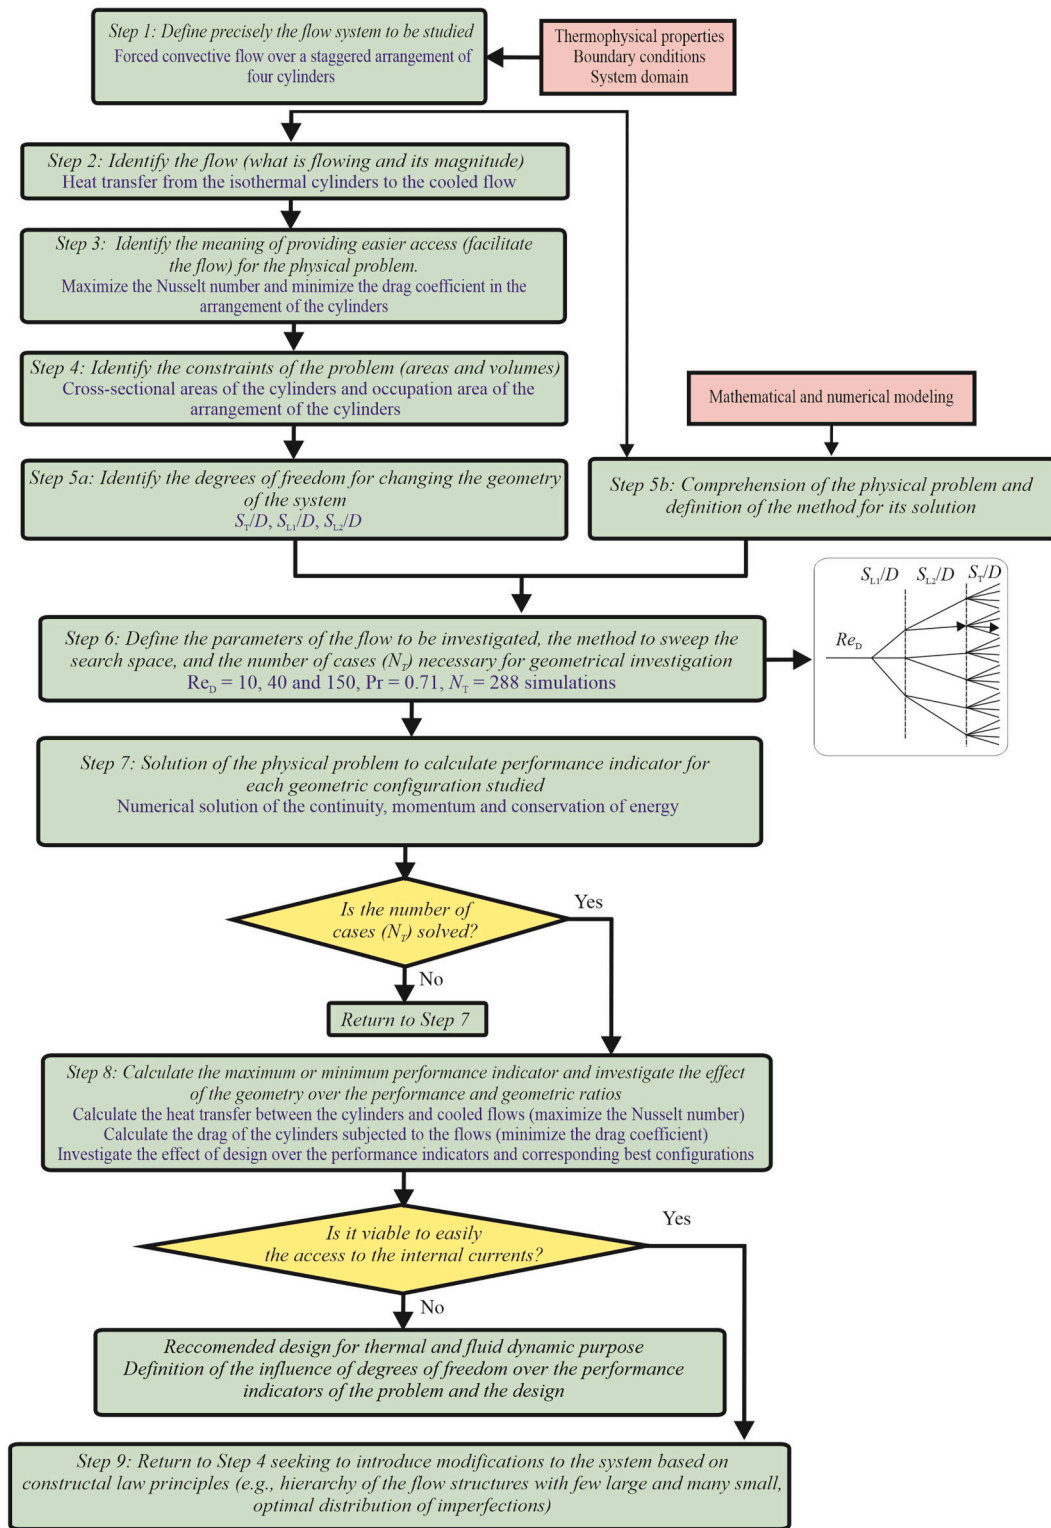 Step 1: Define precisely the flow system to be studied
Forced convective flow over a staggered arrangement of
four cylinders
Thermophysical properties
Boundary conditions
System domain
Step 2: Identify the flow (what is flowing and its magnitude)
Heat transfer from the isothermal cylinders to the cooled flow
Step 3: Identify the meaning of providing easier access (facilitate
the flow) for the physical problem.
Maximize the Nusselt number and minimize the drag coefficient in the
arrangement of the cylinders
Step 4: Identify the constraints of the problem (areas and volumes)
Cross-sectional areas of the cylinders and occupation area of the
arrangement of the cylinders
Mathematical and numerical modeling
Step 5a: Identify the degrees of freedom for changing the geometry
of the system
S_T/D, S_L1/D, S_L2/D
Step 5b: Comprehension of the physical problem and
definition of the method for its solution
S_L1/D S_L2/D S_T/D
Re_D
Step 6: Define the parameters of the flow to be investigated, the method to sweep the
search space, and the number of cases (N_T) necessary for geometrical investigation
Re_D = 10, 40 and 150, Pr = 0.71, N_T = 288 simulations
Step 7: Solution of the physical problem to calculate performance indicator for
each geometric configuration studied
Numerical solution of the continuity, momentum and conservation of energy
Is the number of
cases (N_T) solved?
Yes
No
Return to Step 7
Step 8: Calculate the maximum or minimum performance indicator and investigate the effect
of the geometry over the performance and geometric ratios
Calculate the heat transfer between the cylinders and cooled flows (maximize the Nusselt number)
Calculate the drag of the cylinders subjected to the flows (minimize the drag coefficient)
Investigate the effect of design over the performance indicators and corresponding best configurations
Is it viable to easily
the access to the internal currents?
Yes
No
Reccomended design for thermal and fluid dynamic purpose
Definition of the influence of degrees of freedom over the performance
indicators of the problem and the design
Step 9: Return to Step 4 seeking to introduce modifications to the system based on
constructal law principles (e.g., hierarchy of the flow structures with few large and many small,
optimal distribution of imperfections)